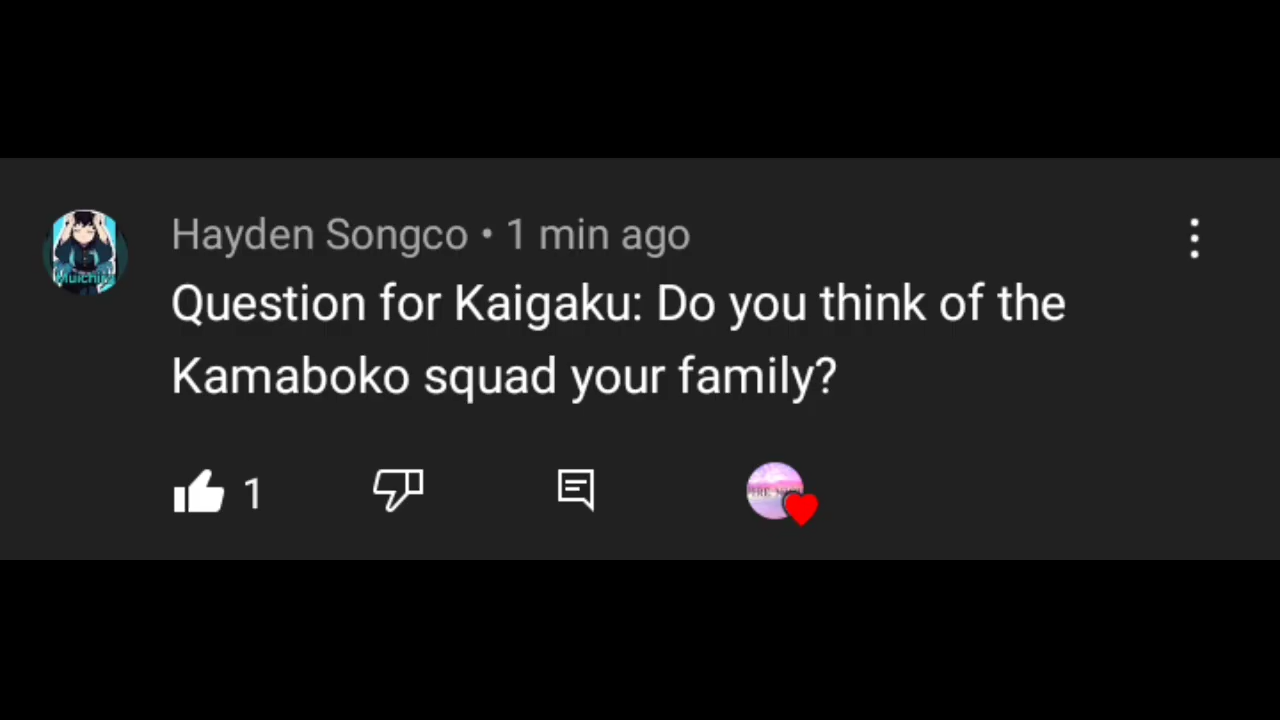 Hayden Songco • 1 min ago
Question for Kaigaku: Do you think of the
Kamaboko squad your family?
1